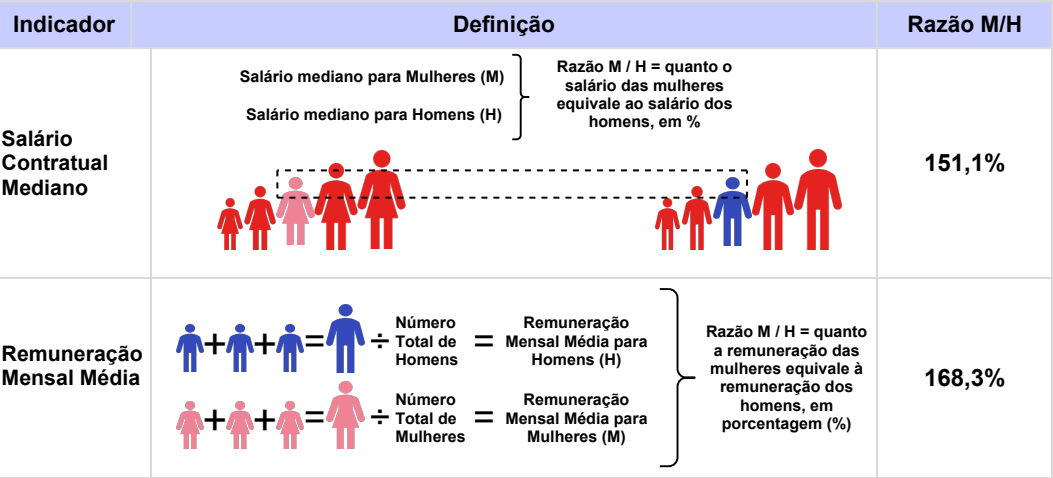 Indicador
Definição
Razão M/H
Salário
Contratual
Mediano
Salário mediano para Mulheres (M)
Salário mediano para Homens (H)
Razão M / H = quanto o
salário das mulheres
equivale ao salário dos
homens, em %
151,1%
Remuneração
Mensal Média
+
+
=
÷
Número
Total de
Homens
=
Remuneração
Mensal Média para
Homens (H)
+
+
=
÷
Número
Total de
Mulheres
=
Remuneração
Mensal Média para
Mulheres (M)
Razão M / H = quanto
a remuneração das
mulheres equivale à
remuneração dos
homens, em
porcentagem (%)
168,3%